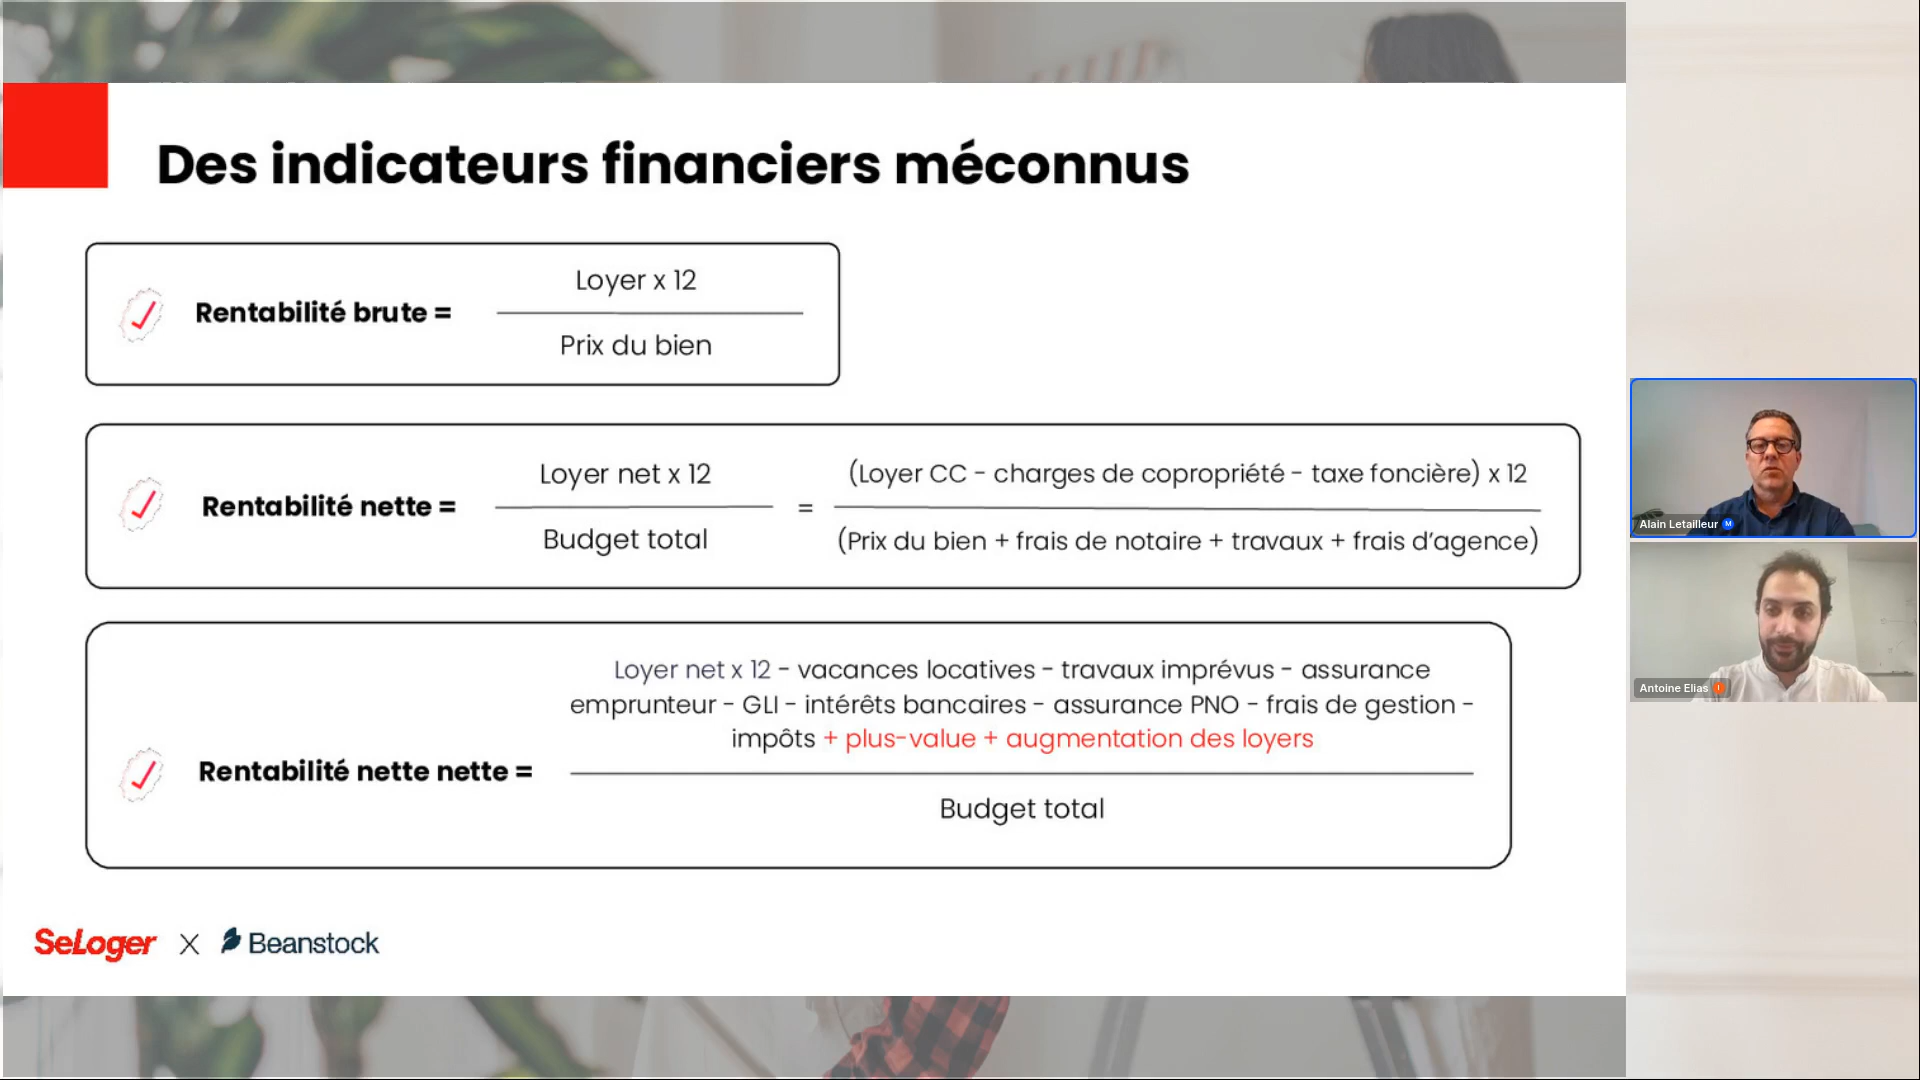 Des indicateurs financiers méconnus
Rentabilité brute =
Loyer x 12
Prix du bien
Rentabilité nette =
Loyer net x 12
Budget total
=
(Loyer CC - charges de copropriété - taxe foncière) x 12
(Prix du bien + frais de notaire + travaux + frais d'agence)
Rentabilité nette nette =
Loyer net x 12 - vacances locatives - travaux imprévus - assurance
emprunteur - GLI - intérêts bancaires - assurance PNO - frais de gestion -
impôts + plus-value + augmentation des loyers
Budget total
SeLoger X Beanstock
Alain Letailleur M
Antoine Elias I